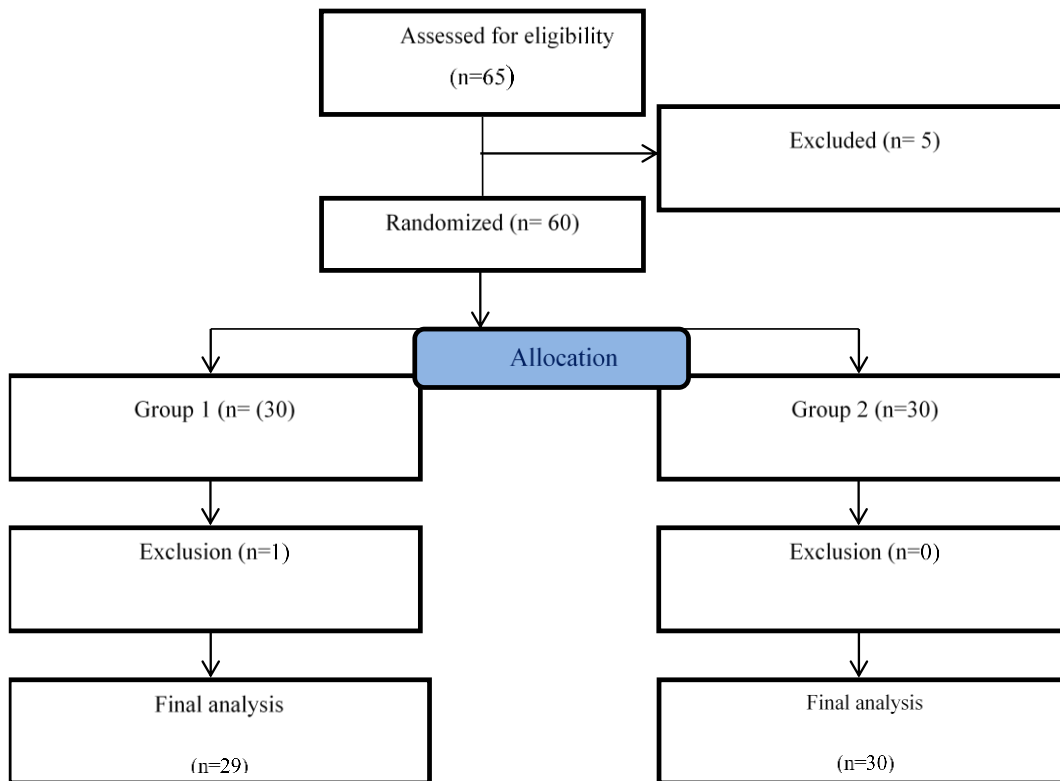 Assessed for eligibility
(n=65)
Excluded (n= 5)
Randomized (n= 60)
Allocation
Group 1 (n= (30)
Group 2 (n=30)
Exclusion (n=1)
Exclusion (n=0)
Final analysis
(n=29)
Final analysis
(n=30)